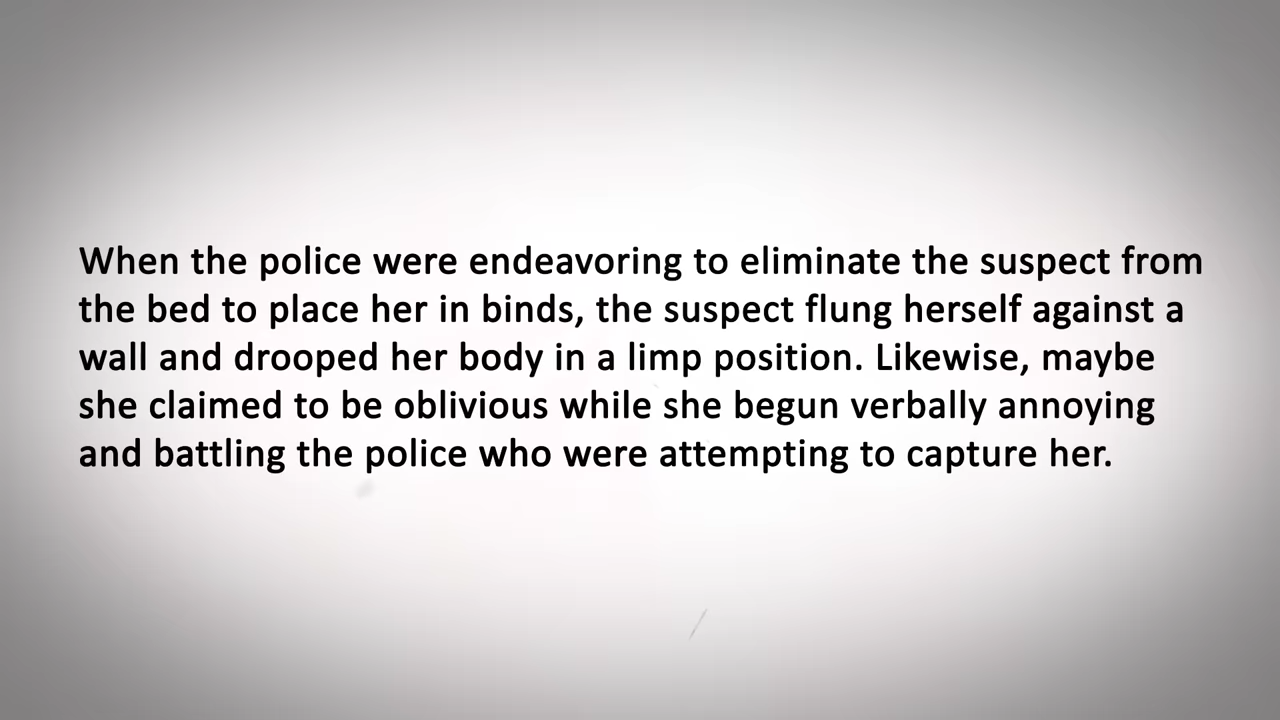 When the police were endeavoring to eliminate the suspect from
the bed to place her in binds, the suspect flung herself against a
wall and drooped her body in a limp position. Likewise, maybe
she claimed to be oblivious while she begun verbally annoying
and battling the police who were attempting to capture her.